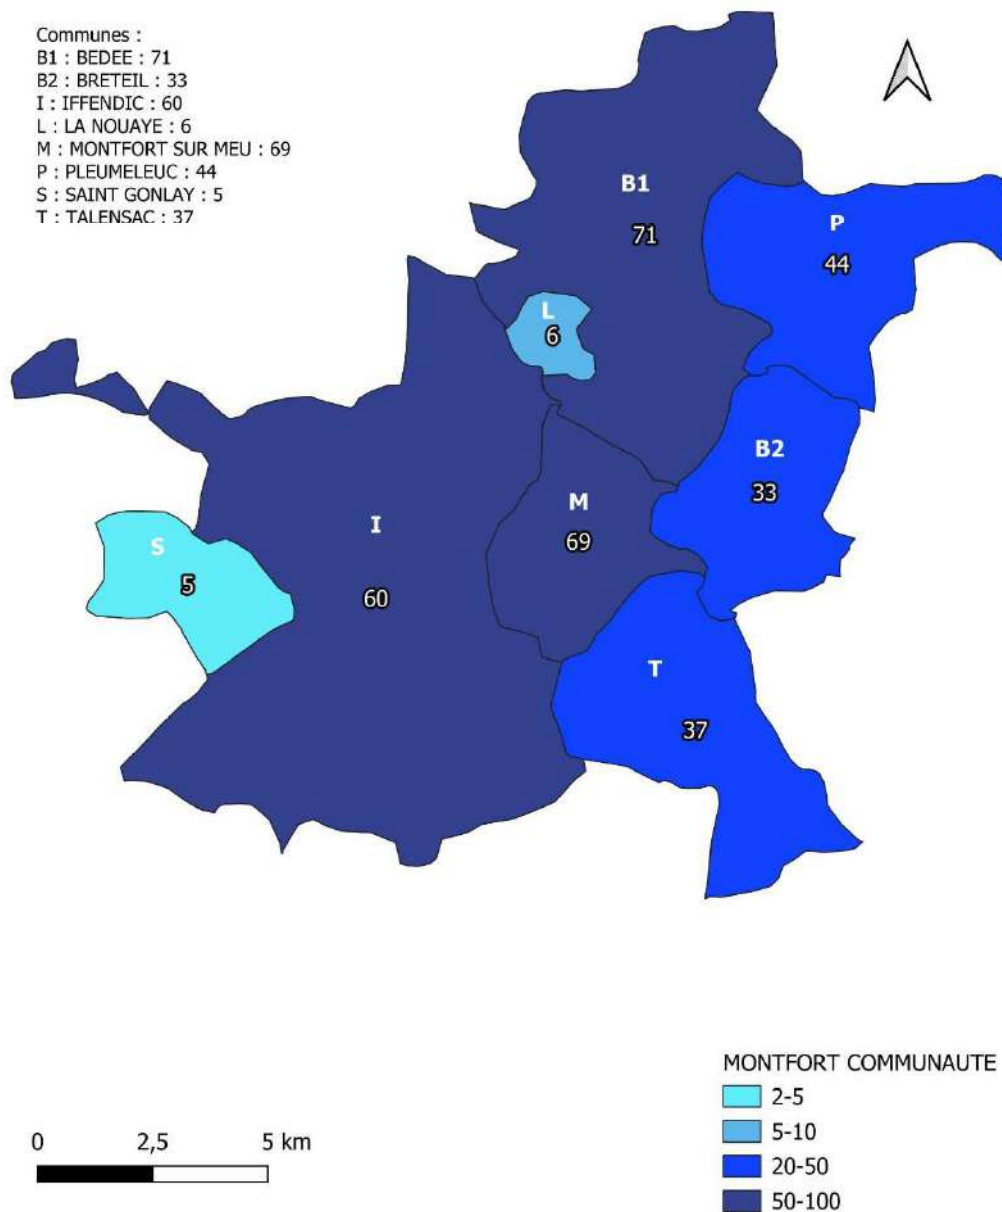 Communes :
B1 : BEDEE : 71
B2 : BRETEIL : 33
I : IFFENDIC : 60
L : LA NOUAYE : 6
M : MONTFORT SUR MEU : 69
P : PLEUMELEUC : 44
S : SAINT GONLAY : 5
T : TALENSAC : 37
B1
71
P
44
L
6
B2
33
M
69
I
60
S
5
T
37
MONTFORT COMMUNAUTE
2-5
5-10
20-50
50-100
0 2,5 5 km